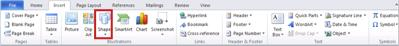 File Insert Page Layout References Mailings Review View
Cover Page Blank Page Page Break
Table Tables
Picture Clip Art Shapes SmartArt Chart Screenshot
Illustrations
Hyperlink Bookmark Cross-reference
Links
Header Footer Page Number
Header & Footer
Text Box
Quick Parts WordArt Drop Cap
Signature Line Date & Time Object
Text
Equation Symbol